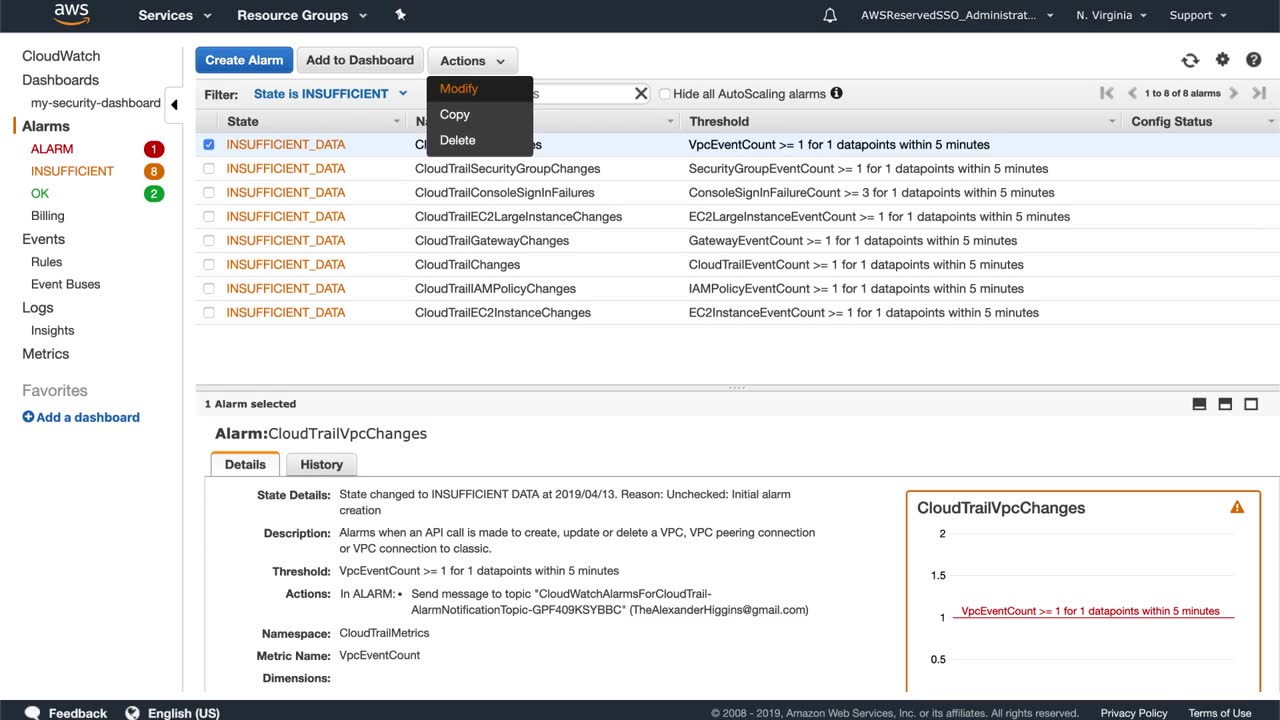 aws
Services
Resource Groups
AWSReservedSSO_Administrat...
N. Virginia
Support
CloudWatch
Dashboards
my-security-dashboard
Alarms
ALARM 1
INSUFFICIENT 8
OK 2
Billing
Events
Rules
Event Buses
Logs
Insights
Metrics
Favorites
Add a dashboard
Create Alarm
Add to Dashboard
Actions
Modify
Copy
Delete
Filter: State is INSUFFICIENT
Hide all AutoScaling alarms
1 to 8 of 8 alarms
State Threshold Config Status
INSUFFICIENT_DATA VpcEventCount >= 1 for 1 datapoints within 5 minutes
INSUFFICIENT_DATA CloudTrailSecurityGroupChanges SecurityGroupEventCount >= 1 for 1 datapoints within 5 minutes
INSUFFICIENT_DATA CloudTrailConsoleSignInFailures ConsoleSignInFailureCount >= 3 for 1 datapoints within 5 minutes
INSUFFICIENT_DATA CloudTrailEC2LargeInstanceChanges EC2LargeInstanceEventCount >= 1 for 1 datapoints within 5 minutes
INSUFFICIENT_DATA CloudTrailGatewayChanges GatewayEventCount >= 1 for 1 datapoints within 5 minutes
INSUFFICIENT_DATA CloudTrailChanges CloudTrailEventCount >= 1 for 1 datapoints within 5 minutes
INSUFFICIENT_DATA CloudTrailIAMPolicyChanges IAMPolicyEventCount >= 1 for 1 datapoints within 5 minutes
INSUFFICIENT_DATA CloudTrailEC2InstanceChanges EC2InstanceEventCount >= 1 for 1 datapoints within 5 minutes
1 Alarm selected
Alarm:CloudTrailVpcChanges
Details
History
State Details: State changed to INSUFFICIENT DATA at 2019/04/13. Reason: Unchecked: Initial alarm
creation
Description: Alarms when an API call is made to create, update or delete a VPC, VPC peering connection
or VPC connection to classic.
Threshold: VpcEventCount >= 1 for 1 datapoints within 5 minutes
Actions: In ALARM: • Send message to topic "CloudWatchAlarmsForCloudTrail-
AlarmNotificationTopic-GPF409KSYBBC" (TheAlexanderHiggins@gmail.com)
Namespace: CloudTrailMetrics
Metric Name: VpcEventCount
Dimensions:
CloudTrailVpcChanges
2
1.5
VpcEventCount >= 1 for 1 datapoints within 5 minutes
1
0.5
Feedback
English (US)
© 2008 - 2019, Amazon Web Services, Inc. or its affiliates. All rights reserved.
Privacy Policy
Terms of Use